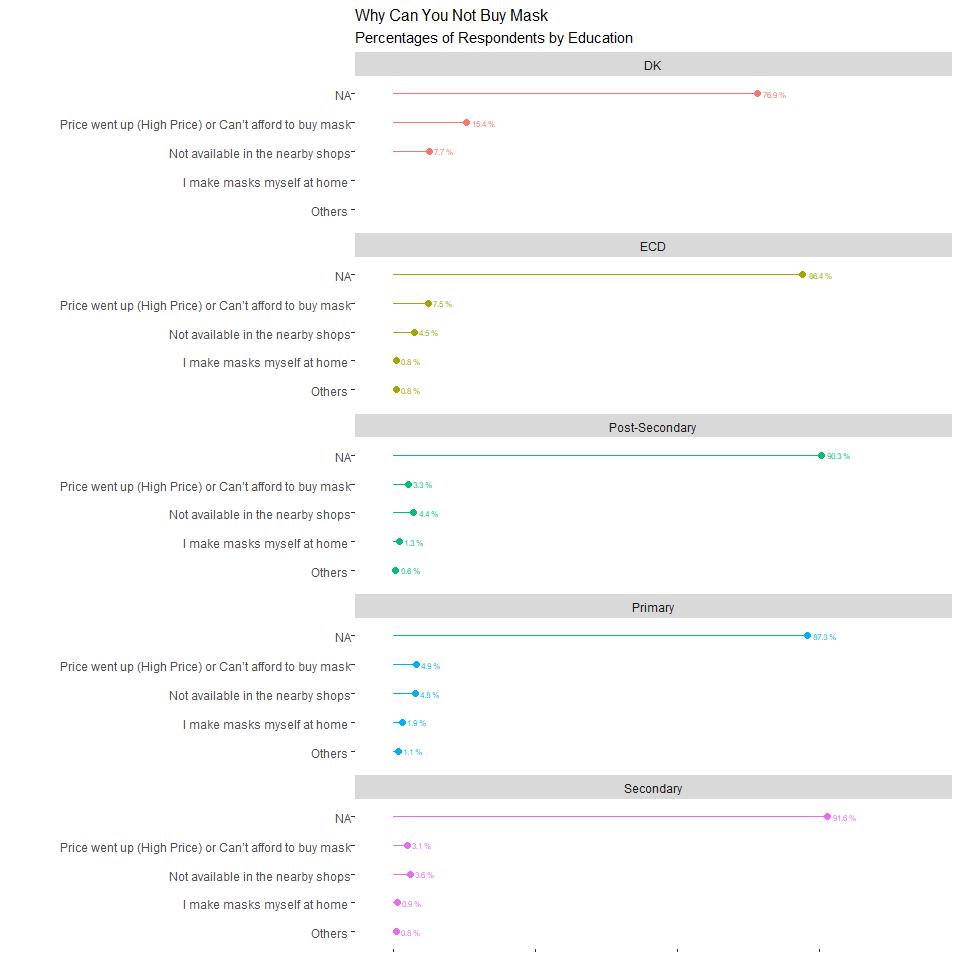 Why Can You Not Buy Mask
Percentages of Respondents by Education
DK
NA 76.9 %
Price went up (High Price) or Can't afford to buy mask 15.4 %
Not available in the nearby shops 7.7 %
I make masks myself at home
Others
ECD
NA 86.4 %
Price went up (High Price) or Can't afford to buy mask 7.5 %
Not available in the nearby shops 4.5 %
I make masks myself at home 0.8 %
Others 0.8 %
Post-Secondary
NA 90.3 %
Price went up (High Price) or Can't afford to buy mask 3.3 %
Not available in the nearby shops 4.4 %
I make masks myself at home 1.3 %
Others 0.6 %
Primary
NA 87.3 %
Price went up (High Price) or Can't afford to buy mask 4.9 %
Not available in the nearby shops 4.8 %
I make masks myself at home 1.9 %
Others 1.1 %
Secondary
NA 91.6 %
Price went up (High Price) or Can't afford to buy mask 3.1 %
Not available in the nearby shops 3.6 %
I make masks myself at home 0.9 %
Others 0.8 %